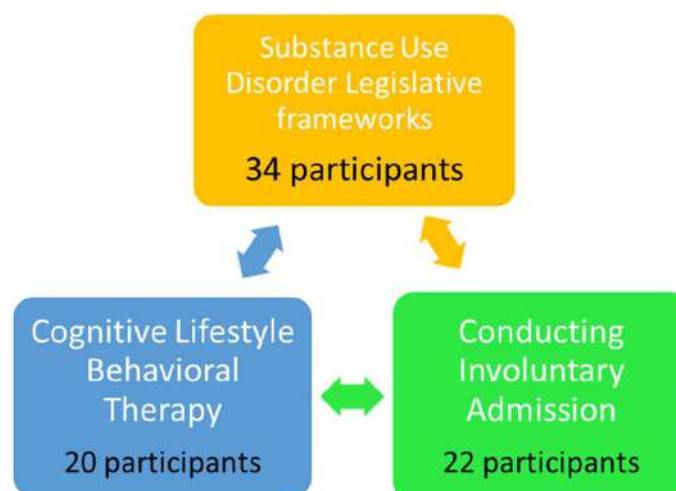 Substance Use
Disorder Legislative
frameworks
34 participants
Cognitive Lifestyle
Behavioral
Therapy
20 participants
Conducting
Involuntary
Admission
22 participants